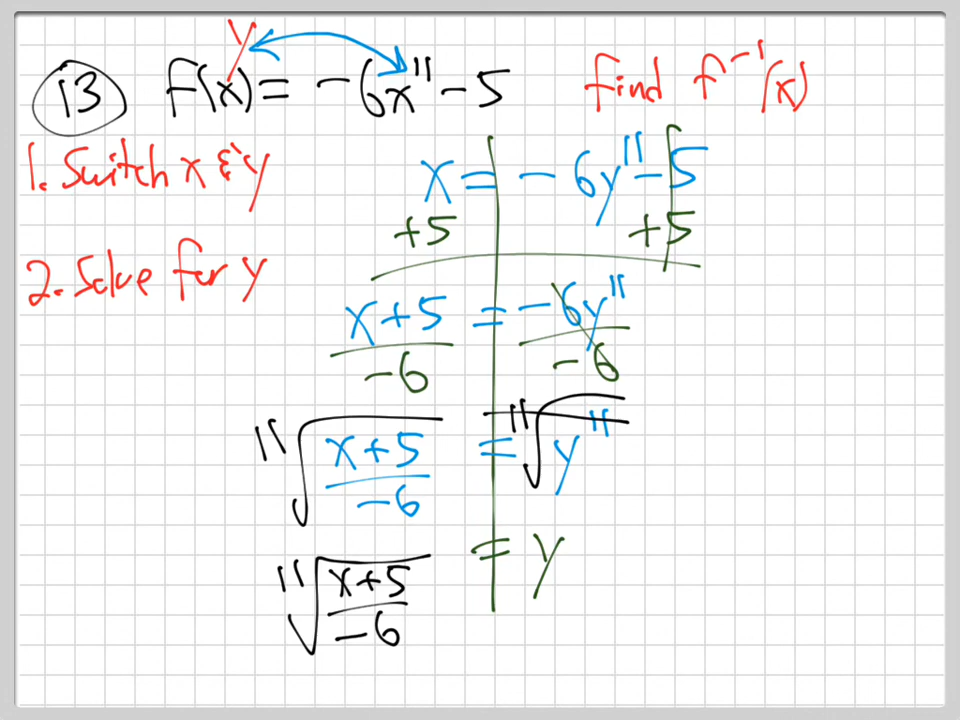 y
13 f(x) = -6x¹¹ - 5 find f⁻¹(x)
1. Switch x & y
x = -6y¹¹ - 5
+5 +5
2. Solve for y
x+5 = -6y¹¹
-6 -6
¹¹√(x+5 / -6) = ¹¹√y¹¹
¹¹√(x+5 / -6) = y